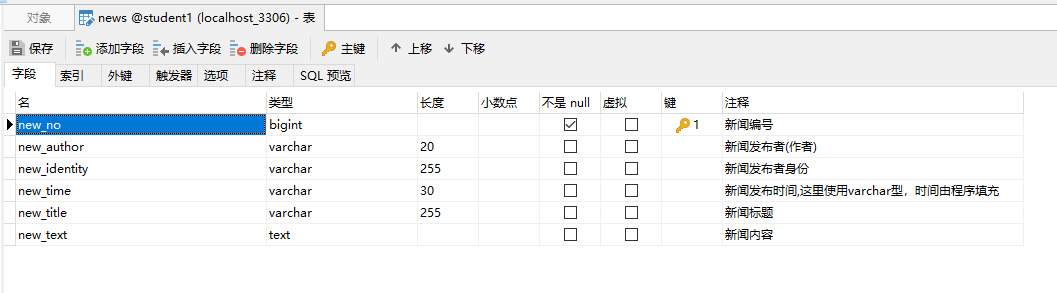 对象 news @student1 (localhost_3306) - 表
保存 添加字段 插入字段 删除字段 主键 上移 下移
字段 索引 外键 触发器 选项 注释 SQL 预览
名 类型 长度 小数点 不是 null 虚拟 键 注释
new_no bigint 1 新闻编号
new_author varchar 20 新闻发布者(作者)
new_identity varchar 255 新闻发布者身份
new_time varchar 30 新闻发布时间,这里使用varchar型，时间由程序填充
new_title varchar 255 新闻标题
new_text text 新闻内容